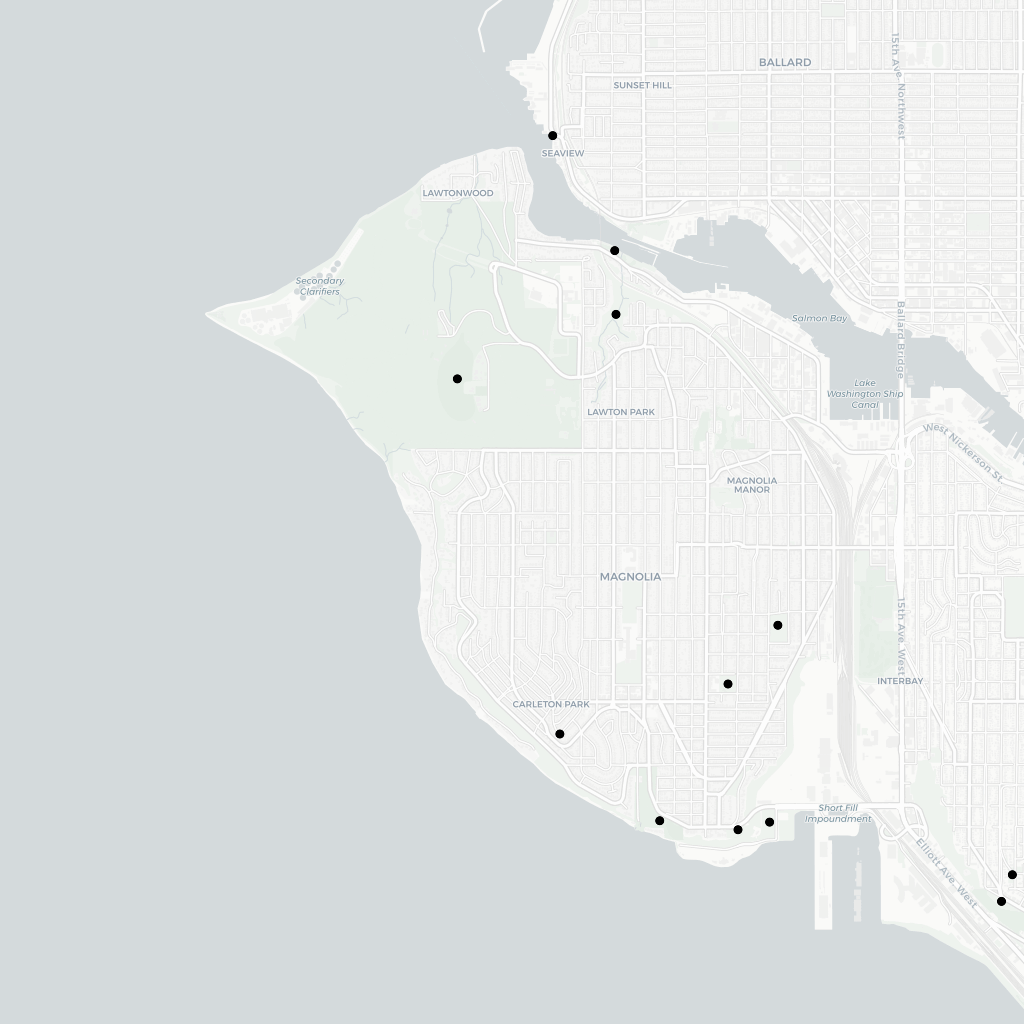 BALLARD
15th Ave. Northwest
SUNSET HILL
SEAVIEW
LAWTONWOOD
Secondary
Clarifiers
Salmon Bay
Ballard Bridge
Lake
Washington Ship
Canal
LAWTON PARK
West Nickerson St
MAGNOLIA
MANOR
MAGNOLIA
15th Ave. West
INTERBAY
CARLETON PARK
Short Fill
Impoundment
Elliott Ave. West